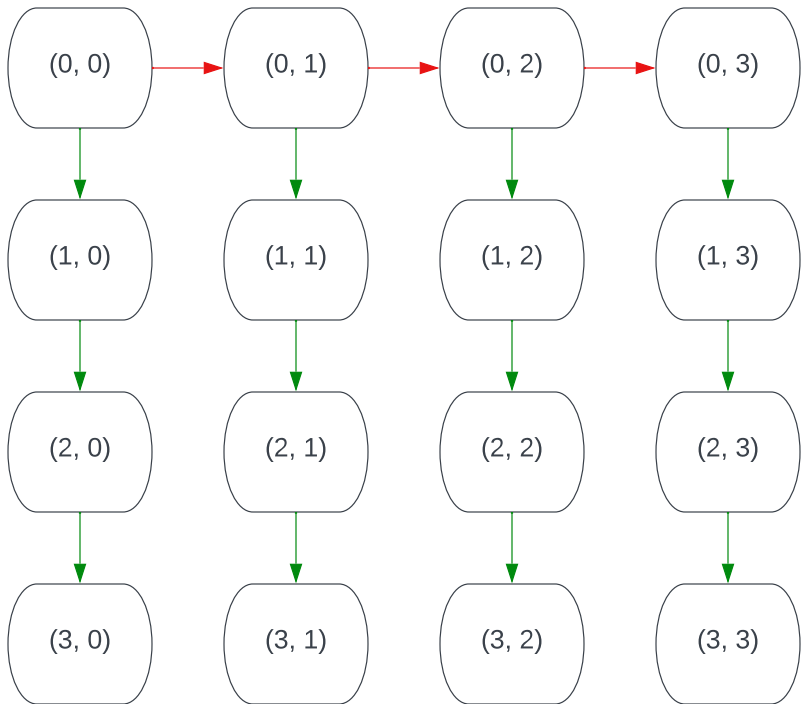 (0, 0) (0, 1) (0, 2) (0, 3)
(1, 0) (1, 1) (1, 2) (1, 3)
(2, 0) (2, 1) (2, 2) (2, 3)
(3, 0) (3, 1) (3, 2) (3, 3)